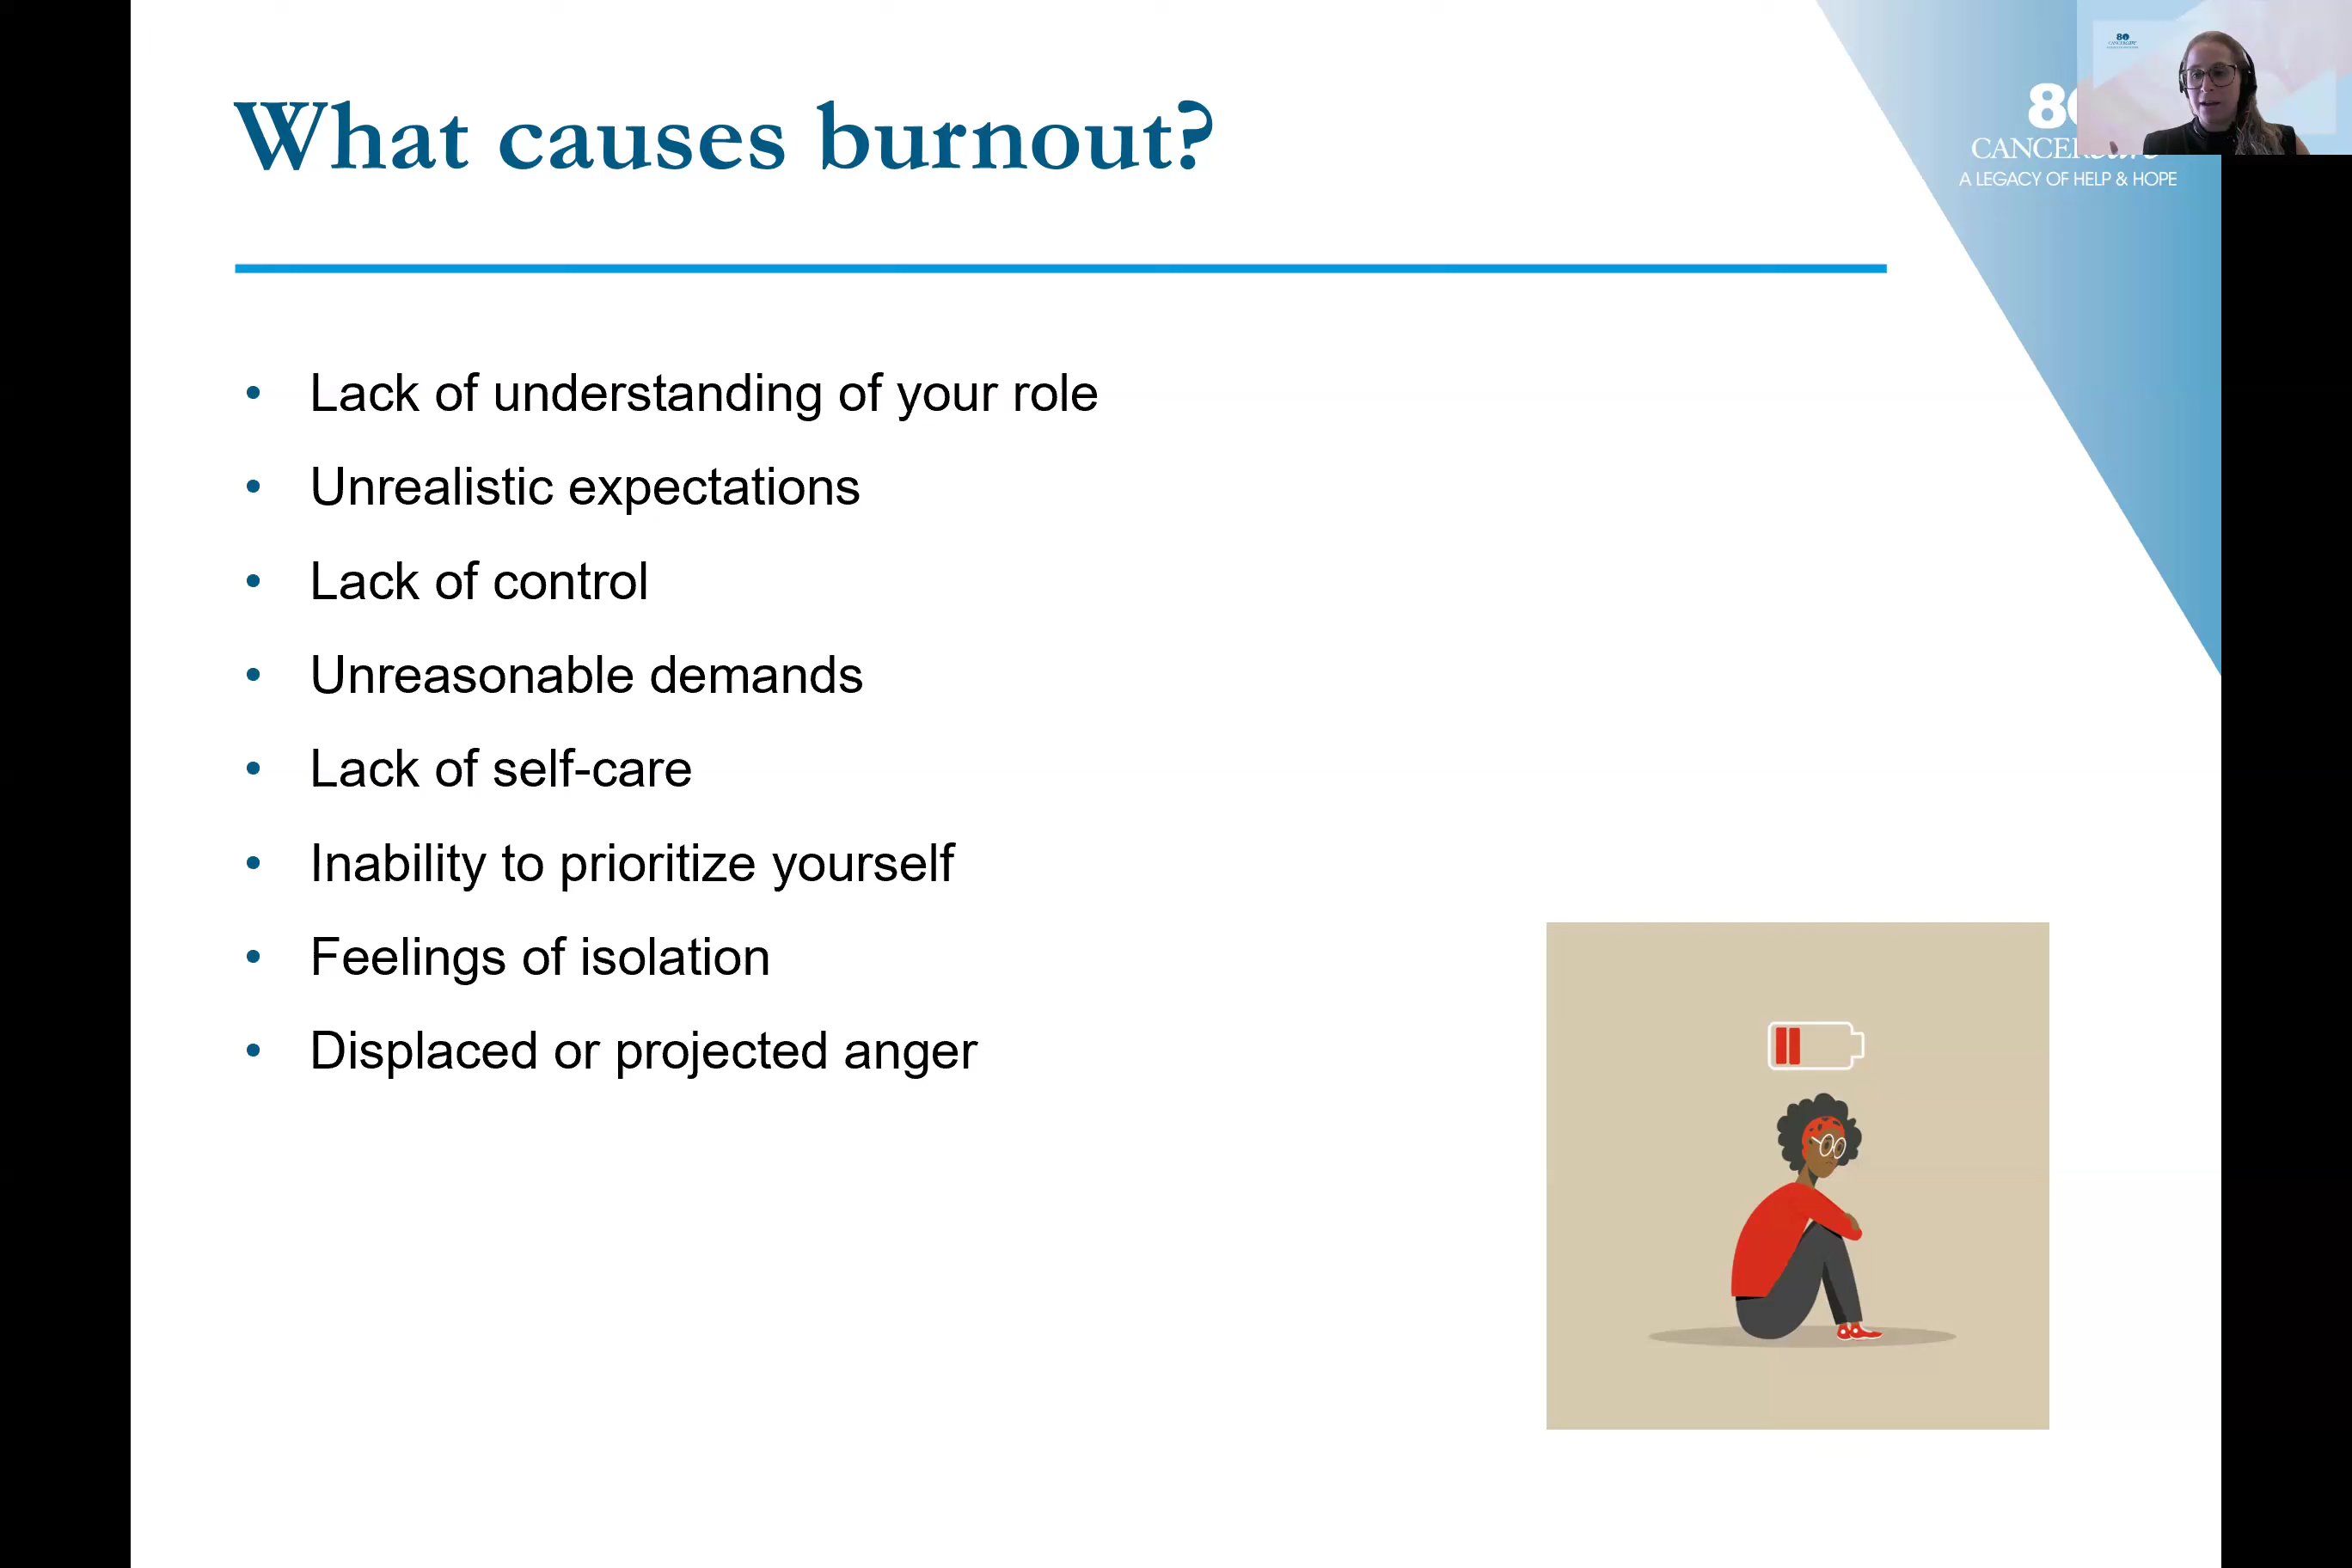 What causes burnout?
• Lack of understanding of your role
• Unrealistic expectations
• Lack of control
• Unreasonable demands
• Lack of self-care
• Inability to prioritize yourself
• Feelings of isolation
• Displaced or projected anger
A LEGACY OF HELP & HOPE